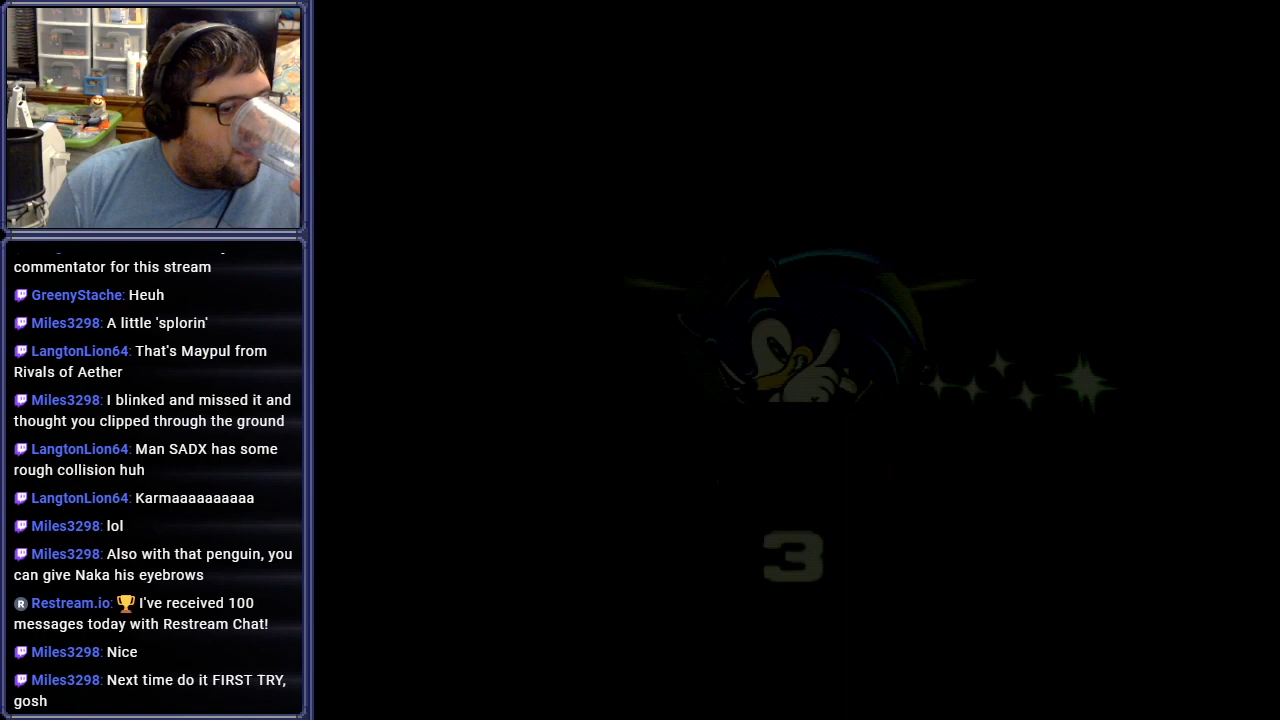 commentator for this stream
GreenyStache: Heuh
Miles3298: A little 'splorin'
LangtonLion64: That's Maypul from
Rivals of Aether
Miles3298: I blinked and missed it and
thought you clipped through the ground
LangtonLion64: Man SADX has some
rough collision huh
LangtonLion64: Karmaaaaaaaaaa
Miles3298: lol
Miles3298: Also with that penguin, you
can give Naka his eyebrows
Restream.io: 🏆 I've received 100
messages today with Restream Chat!
Miles3298: Nice
Miles3298: Next time do it FIRST TRY,
gosh
3